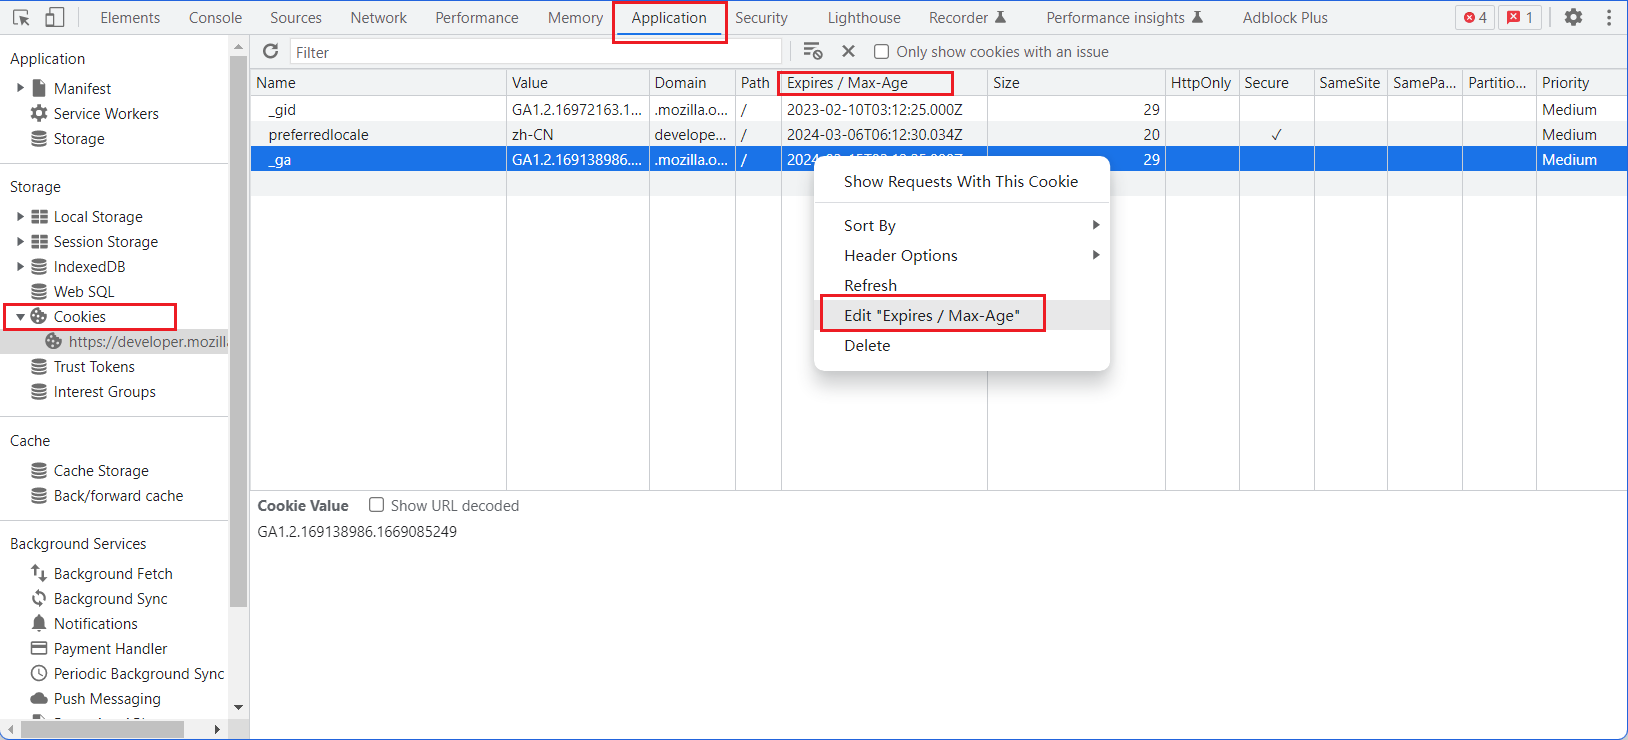 Elements Console Sources Network Performance Memory Application Security Lighthouse Recorder Performance insights Adblock Plus 4 1
Application
Manifest
Service Workers
Storage
Storage
Local Storage
Session Storage
IndexedDB
Web SQL
Cookies
https://developer.mozill
Trust Tokens
Interest Groups
Cache
Cache Storage
Back/forward cache
Background Services
Background Fetch
Background Sync
Notifications
Payment Handler
Periodic Background Sync
Push Messaging
Filter Only show cookies with an issue
Name Value Domain Path Expires / Max-Age Size HttpOnly Secure SameSite SamePa... Partitio... Priority
_gid GA1.2.16972163.1... .mozilla.o... / 2023-02-10T03:12:25.000Z 29 Medium
preferredlocale zh-CN develope... / 2024-03-06T06:12:30.034Z 20 ✓ Medium
_ga GA1.2.169138986.... .mozilla.o... / 29 Medium
Show Requests With This Cookie
Sort By
Header Options
Refresh
Edit "Expires / Max-Age"
Delete
Cookie Value Show URL decoded
GA1.2.169138986.1669085249